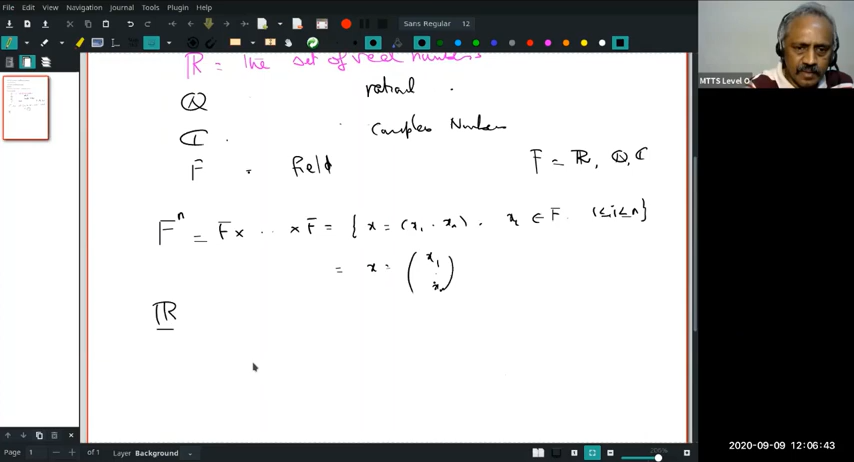 File Edit View Navigation Journal Tools Plugin Help
Sans Regular 12
ℝ = The set of real numbers
ℚ rational .
ℂ . Complex Numbers
F . field F = ℝ, ℚ, ℂ
Fⁿ = F × . . × F = { x = (x₁ . xₙ) . xᵢ ∈ F . 1≤i≤n }
= x = (x₁ . xₙ)
ℝ
MTTS Level O
2020-09-09 12:06:43
Page 1 of 1 Layer Background 200%